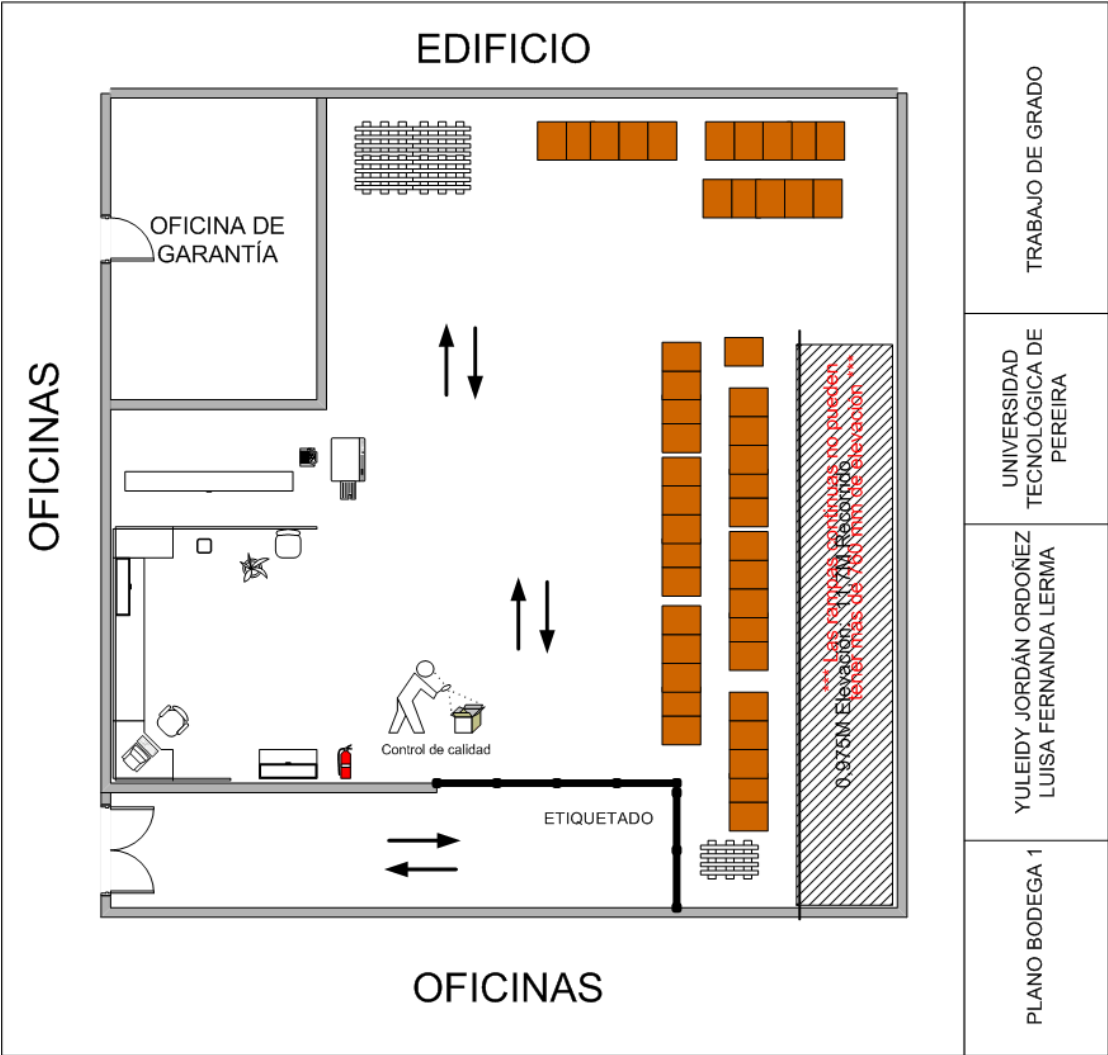 EDIFICIO
OFICINA DE
GARANTÍA
OFICINAS
Control de calidad
ETIQUETADO
OFICINAS
*** Las rampas continuas no pueden
tener más de 760 mm de elevación ***
0,975M Elevación, 11,7M Recorrido
TRABAJO DE GRADO
UNIVERSIDAD
TECNOLÓGICA DE
PEREIRA
YULEIDY JORDÁN ORDOÑEZ
LUISA FERNANDA LERMA
PLANO BODEGA 1